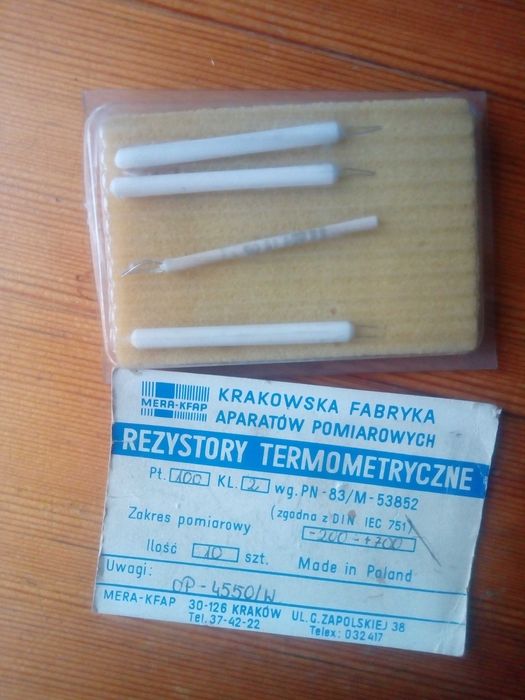 MERA-KFAP
KRAKOWSKA FABRYKA
APARATÓW POMIAROWYCH
REZYSTORY TERMOMETRYCZNE
Pt. 100 KL. 2 wg. PN-83/M-53852
(zgodna z DIN IEC 751)
Zakres pomiarowy -200-+700
Ilość 10 szt. Made in Poland
Uwagi: OP-4550/W
MERA-KFAP 30-126 KRAKÓW UL.G.ZAPOLSKIEJ 38
Tel.37-42-22 Telex: 032417